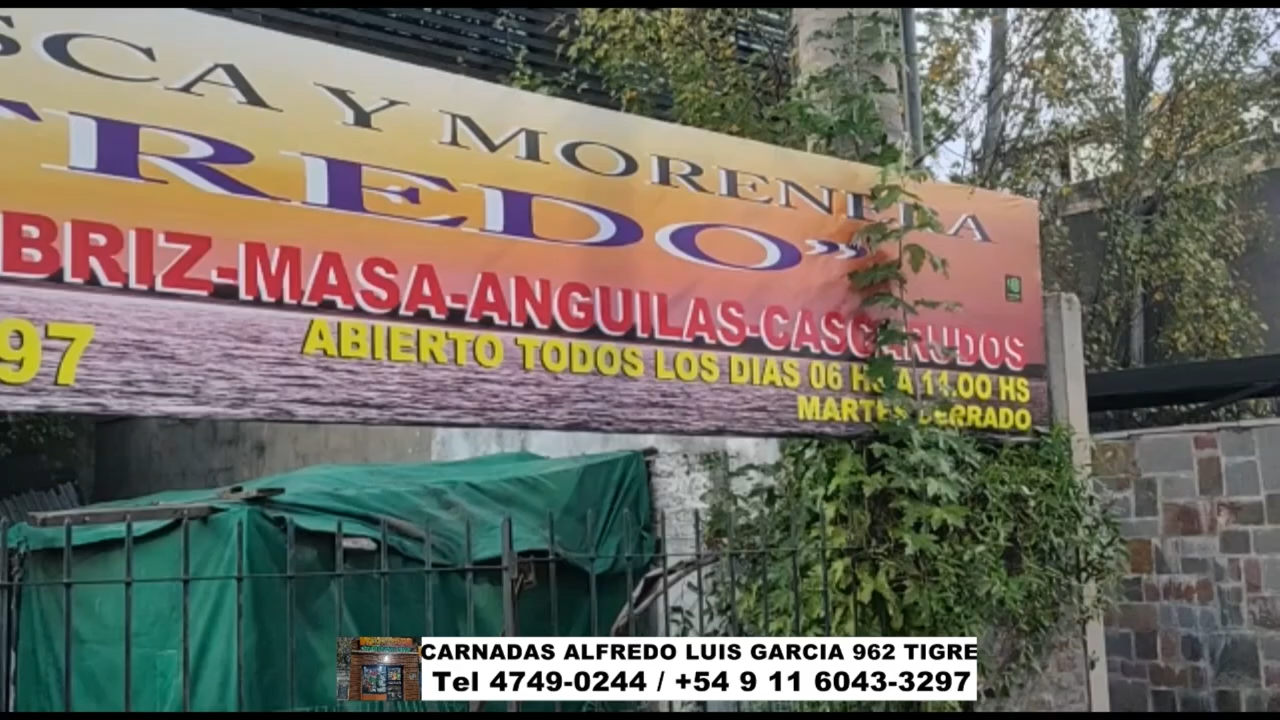 SCA Y MORENITA
FREDO"
BRIZ-MASA-ANGUILAS-CASCARUDOS
97
ABIERTO TODOS LOS DIAS 06 HS A 14.00 HS
MARTES CERRADO
CARNADAS ALFREDO LUIS GARCIA 962 TIGRE
Tel 4749-0244 / +54 9 11 6043-3297